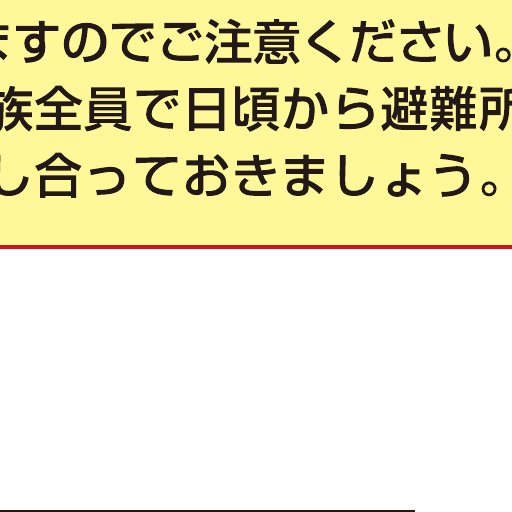 ますのでご注意ください。
族全員で日頃から避難所
し合っておきましょう。